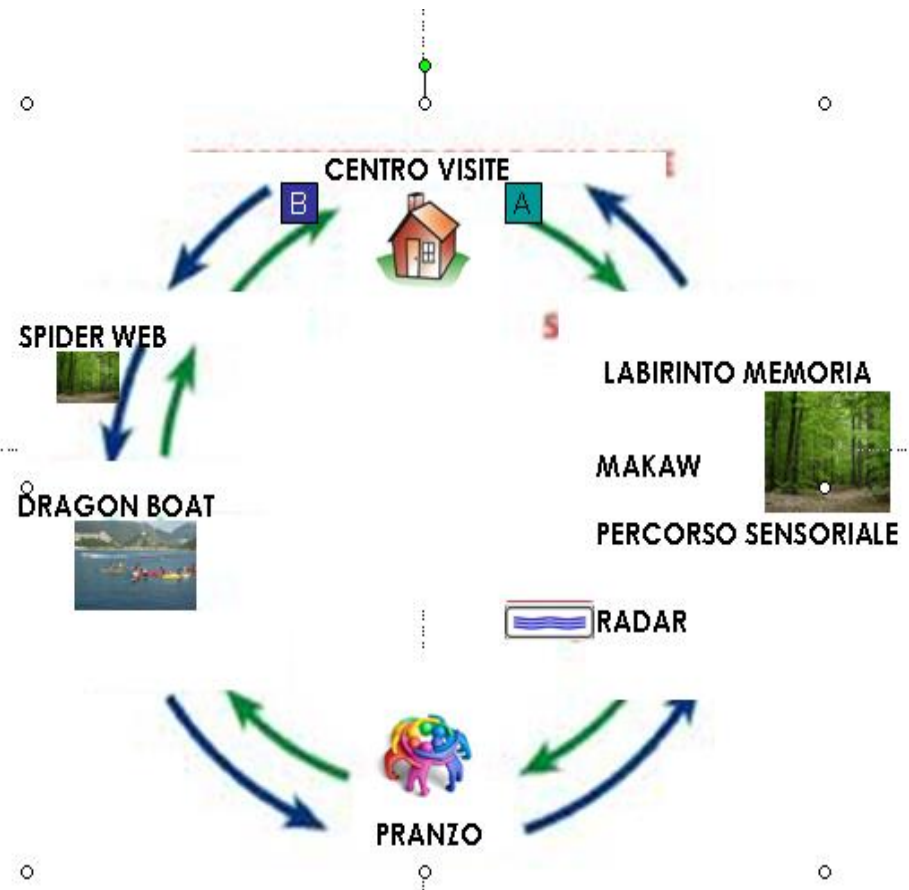 CENTRO VISITE
B
A
S
SPIDER WEB
LABIRINTO MEMORIA
MAKAW
DRAGON BOAT
PERCORSO SENSORIALE
RADAR
PRANZO